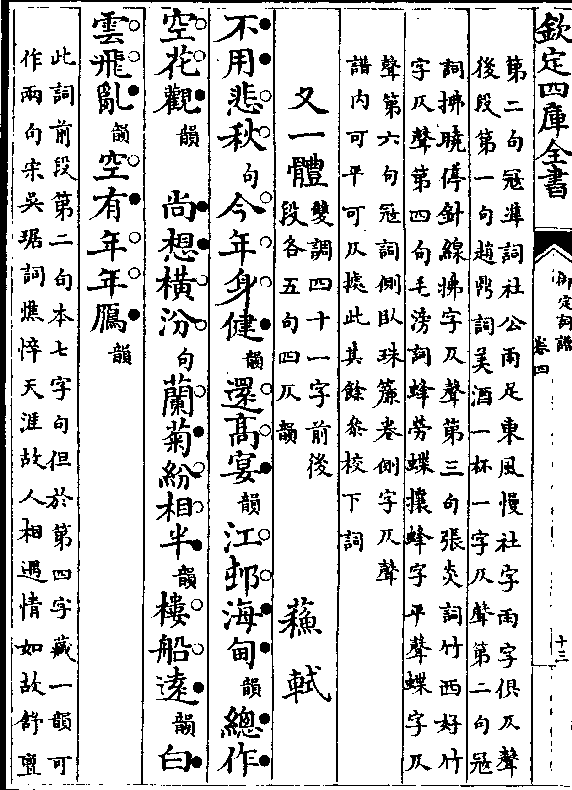 欽定四庫全書
御定詞譜
卷四
十三
第二句冦準詞社公雨足東風慢社字雨字俱仄聲
後段第一句趙鼎詞美酒一杯一字仄聲第二句冦
詞拂曉停針線拂字仄聲第三句張炎詞竹西好竹
字仄聲第四句毛滂詞蜂勞蝶攘蜂字平聲蝶字仄
聲第六句冦詞側臥珠簾卷側字仄聲
譜内可平可仄據此其餘叅校下詞
又一體 雙調四十一字前後段各五句四仄韻 蘓軾
不用悲秋句今年身健韻還髙宴韻江邨海甸韻總作
空花觀韻 尚想横汾句蘭菊紛相半韻樓船逺韻白
雲飛亂韻空有年年鴈韻
此詞前段第二句本七字句但於第四字藏一韻可
作兩句宋吳琚詞憔悴天涯故人相遇情如故舒亶